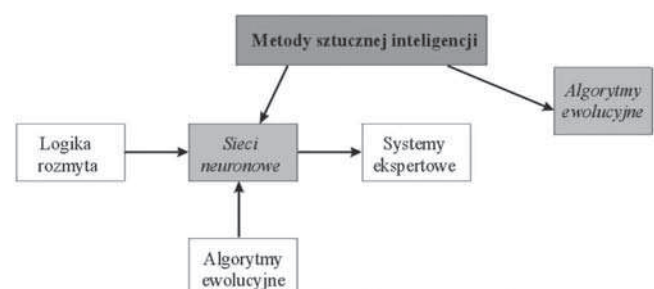 Metody sztucznej inteligencji
Algorytmy
ewolucyjne
Logika
rozmyta
Sieci
neuronowe
Systemy
ekspertowe
Algorytmy
ewolucyjne